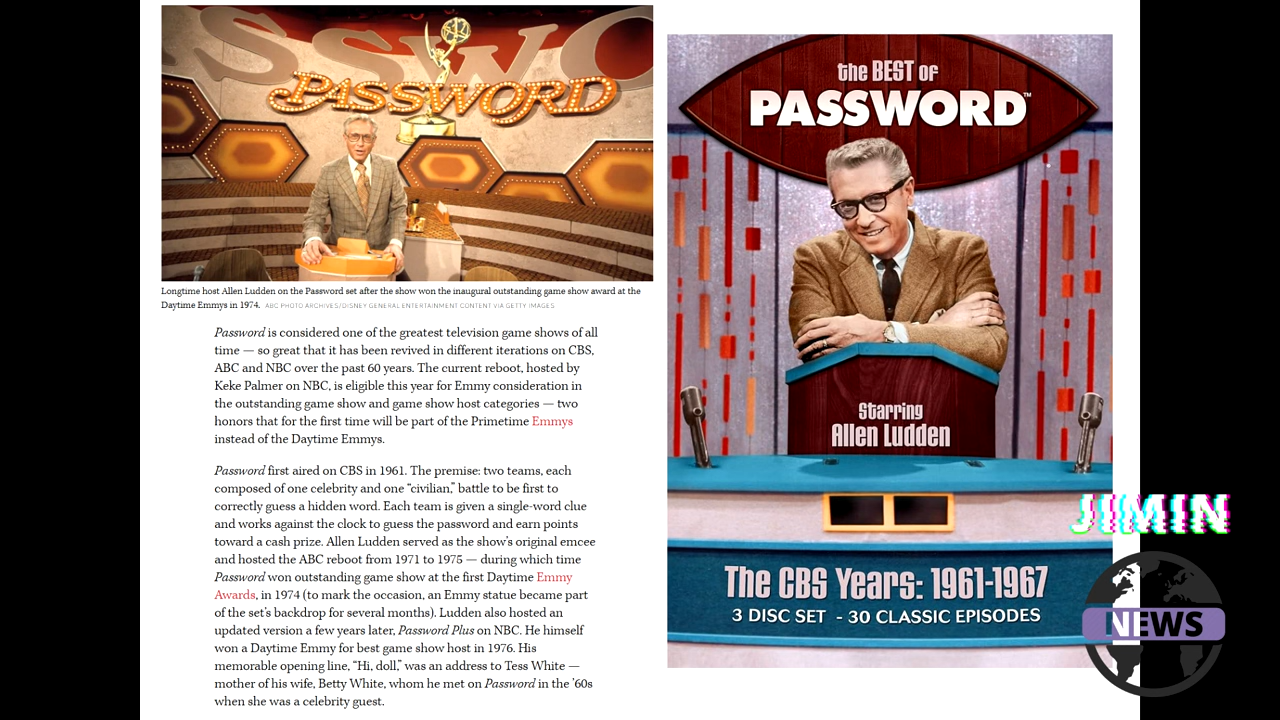 SSWO
PASSWORD
Longtime host Allen Ludden on the Password set after the show won the inaugural outstanding game show award at the
Daytime Emmys in 1974. ABC PHOTO ARCHIVES/DISNEY GENERAL ENTERTAINMENT CONTENT VIA GETTY IMAGES
Password is considered one of the greatest television game shows of all
time — so great that it has been revived in different iterations on CBS,
ABC and NBC over the past 60 years. The current reboot, hosted by
Keke Palmer on NBC, is eligible this year for Emmy consideration in
the outstanding game show and game show host categories — two
honors that for the first time will be part of the Primetime Emmys
instead of the Daytime Emmys.
Password first aired on CBS in 1961. The premise: two teams, each
composed of one celebrity and one “civilian,” battle to be first to
correctly guess a hidden word. Each team is given a single-word clue
and works against the clock to guess the password and earn points
toward a cash prize. Allen Ludden served as the show’s original emcee
and hosted the ABC reboot from 1971 to 1975 — during which time
Password won outstanding game show at the first Daytime Emmy
Awards, in 1974 (to mark the occasion, an Emmy statue became part
of the set’s backdrop for several months). Ludden also hosted an
updated version a few years later, Password Plus on NBC. He himself
won a Daytime Emmy for best game show host in 1976. His
memorable opening line, “Hi, doll,” was an address to Tess White —
mother of his wife, Betty White, whom he met on Password in the ’60s
when she was a celebrity guest.
the BEST of
PASSWORD™
Starring
Allen Ludden
The CBS Years: 1961-1967
3 DISC SET - 30 CLASSIC EPISODES
JIMIN
NEWS